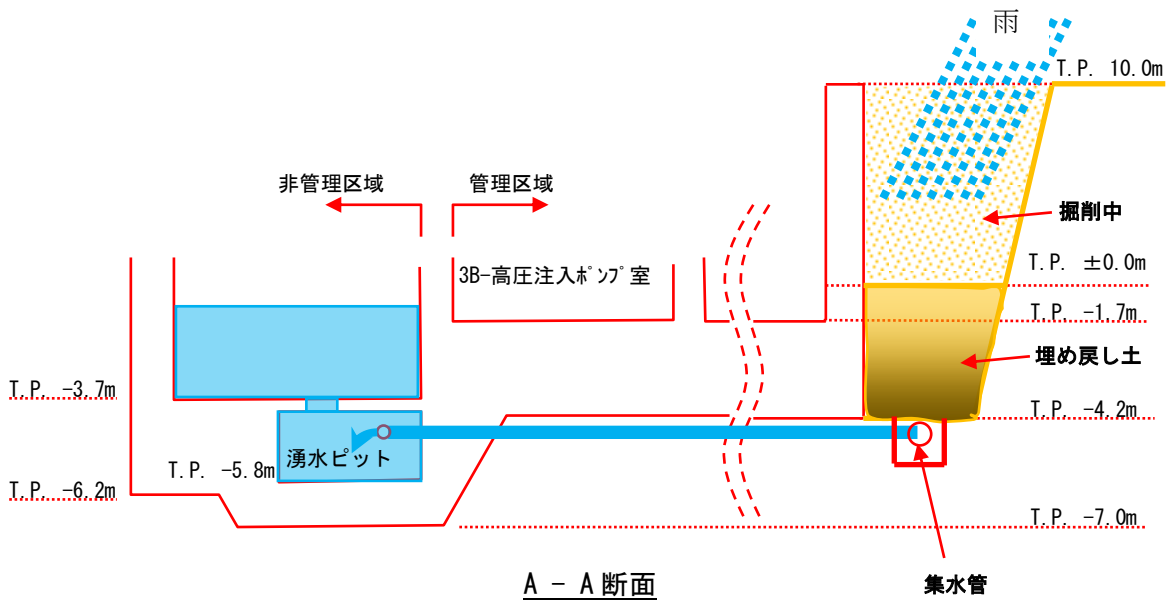 雨
T.P. 10.0m
非管理区域
管理区域
掘削中
3B-高圧注入ポンプ室
T.P. ±0.0m
T.P. -1.7m
埋め戻し土
T.P. -3.7m
T.P. -4.2m
湧水ピット
T.P. -5.8m
T.P. -6.2m
T.P. -7.0m
A - A 断面
集水管